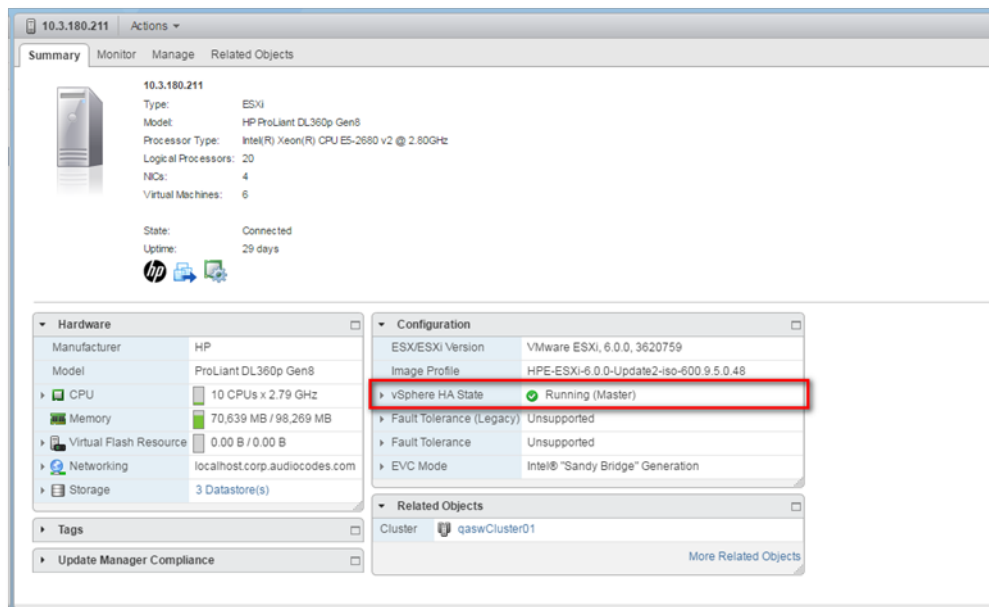 10.3.180.211 Actions
Summary Monitor Manage Related Objects
10.3.180.211
Type: ESXi
Model: HP ProLiant DL360p Gen8
Processor Type: Intel(R) Xeon(R) CPU E5-2680 v2 @ 2.80GHz
Logical Processors: 20
NICs: 4
Virtual Machines: 6
State: Connected
Uptime: 29 days
hp
Hardware
Manufacturer HP
Model ProLiant DL360p Gen8
CPU 10 CPUs x 2.79 GHz
Memory 70,639 MB / 98,269 MB
Virtual Flash Resource 0.00 B / 0.00 B
Networking localhost.corp.audiocodes.com
Storage 3 Datastore(s)
Tags
Update Manager Compliance
Configuration
ESX/ESXi Version VMware ESXi, 6.0.0, 3620759
Image Profile HPE-ESXi-6.0.0-Update2-iso-600.9.5.0.48
vSphere HA State Running (Master)
Fault Tolerance (Legacy) Unsupported
Fault Tolerance Unsupported
EVC Mode Intel® "Sandy Bridge" Generation
Related Objects
Cluster qaswCluster01
More Related Objects